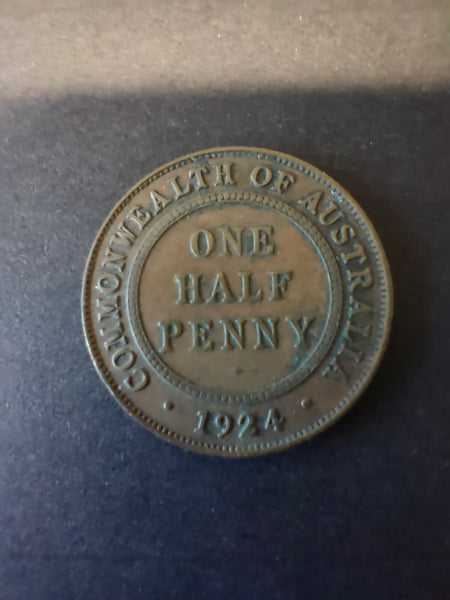 COMMONWEALTH OF AUSTRALIA
ONE
HALF
PENNY
1924